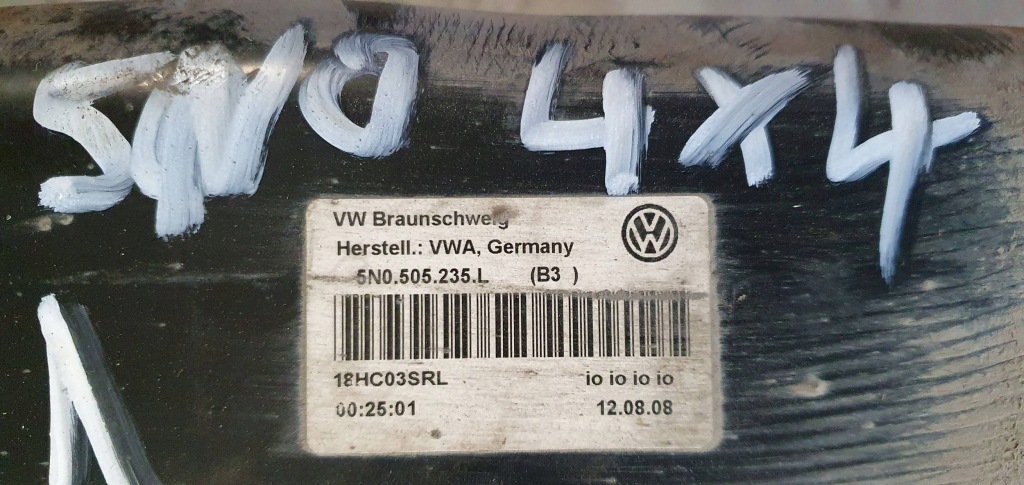 5N0 4X4
VW Braunschweig
Herstell.: VWA, Germany
5N0.505.235.L (B3 )
18HC03SRL io io io io
00:25:01 12.08.08